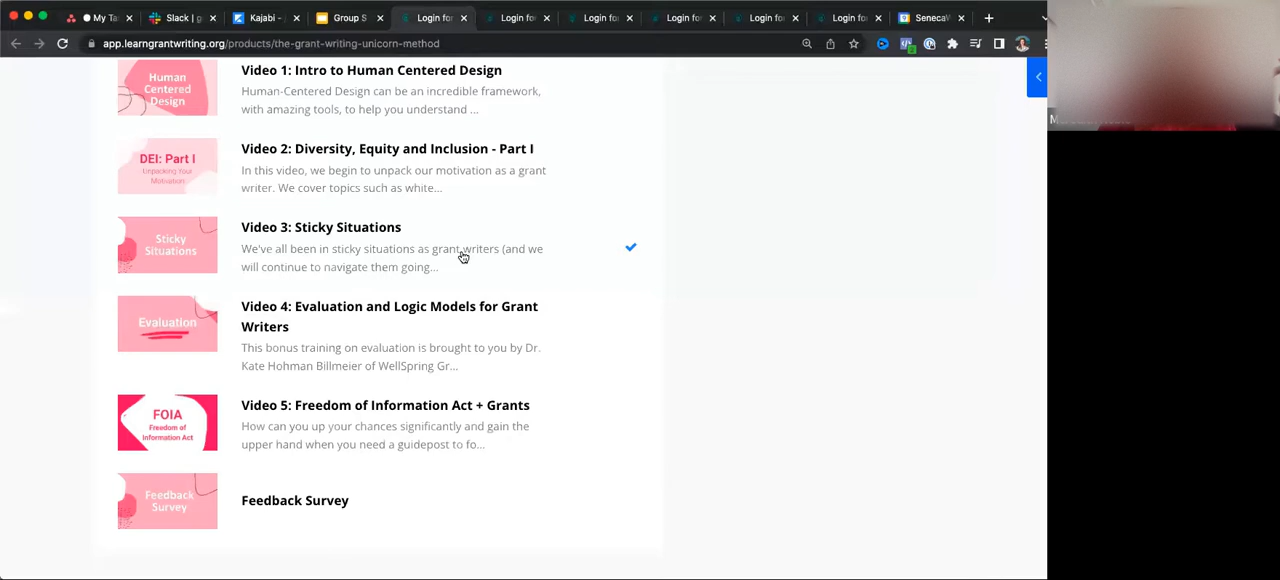 My Ta
Slack | g
Kajabi -
Group S
Login for
Login for
Login for
Login for
Login for
Login for
SenecaW
app.learngrantwriting.org/products/the-grant-writing-unicorn-method
Human
Centered
Design
Video 1: Intro to Human Centered Design
Human-Centered Design can be an incredible framework,
with amazing tools, to help you understand ...
DEI: Part I
Unpacking Your
Motivation
Video 2: Diversity, Equity and Inclusion - Part I
In this video, we begin to unpack our motivation as a grant
writer. We cover topics such as white...
Sticky
Situations
Video 3: Sticky Situations
We've all been in sticky situations as grant writers (and we
will continue to navigate them going...
Evaluation
Video 4: Evaluation and Logic Models for Grant
Writers
This bonus training on evaluation is brought to you by Dr.
Kate Hohman Billmeier of WellSpring Gr...
FOIA
Freedom of
Information Act
Video 5: Freedom of Information Act + Grants
How can you up your chances significantly and gain the
upper hand when you need a guidepost to fo...
Feedback
Survey
Feedback Survey